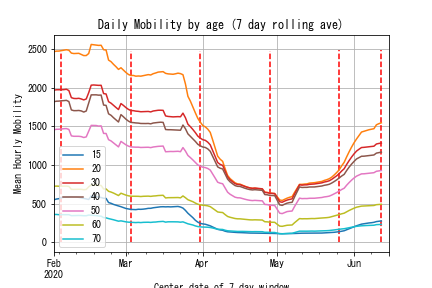 Daily Mobility by age (7 day rolling ave)
Mean Hourly Mobility
2500
2000
1500
1000
500
0
15
20
30
40
50
60
70
Feb
2020
Mar
Apr
May
Jun
Center date of 7 day window